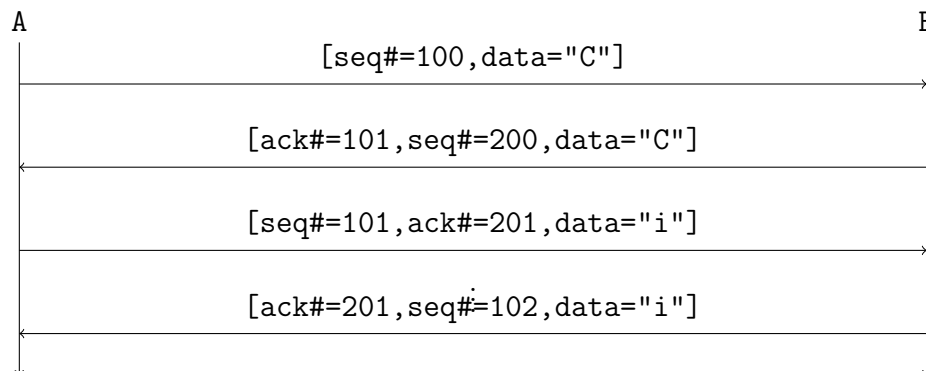 A
[seq#=100,data="C"]
[ack#=101,seq#=200,data="C"]
[seq#=101,ack#=201,data="i"]
[ack#=201,seq#=102,data="i"]